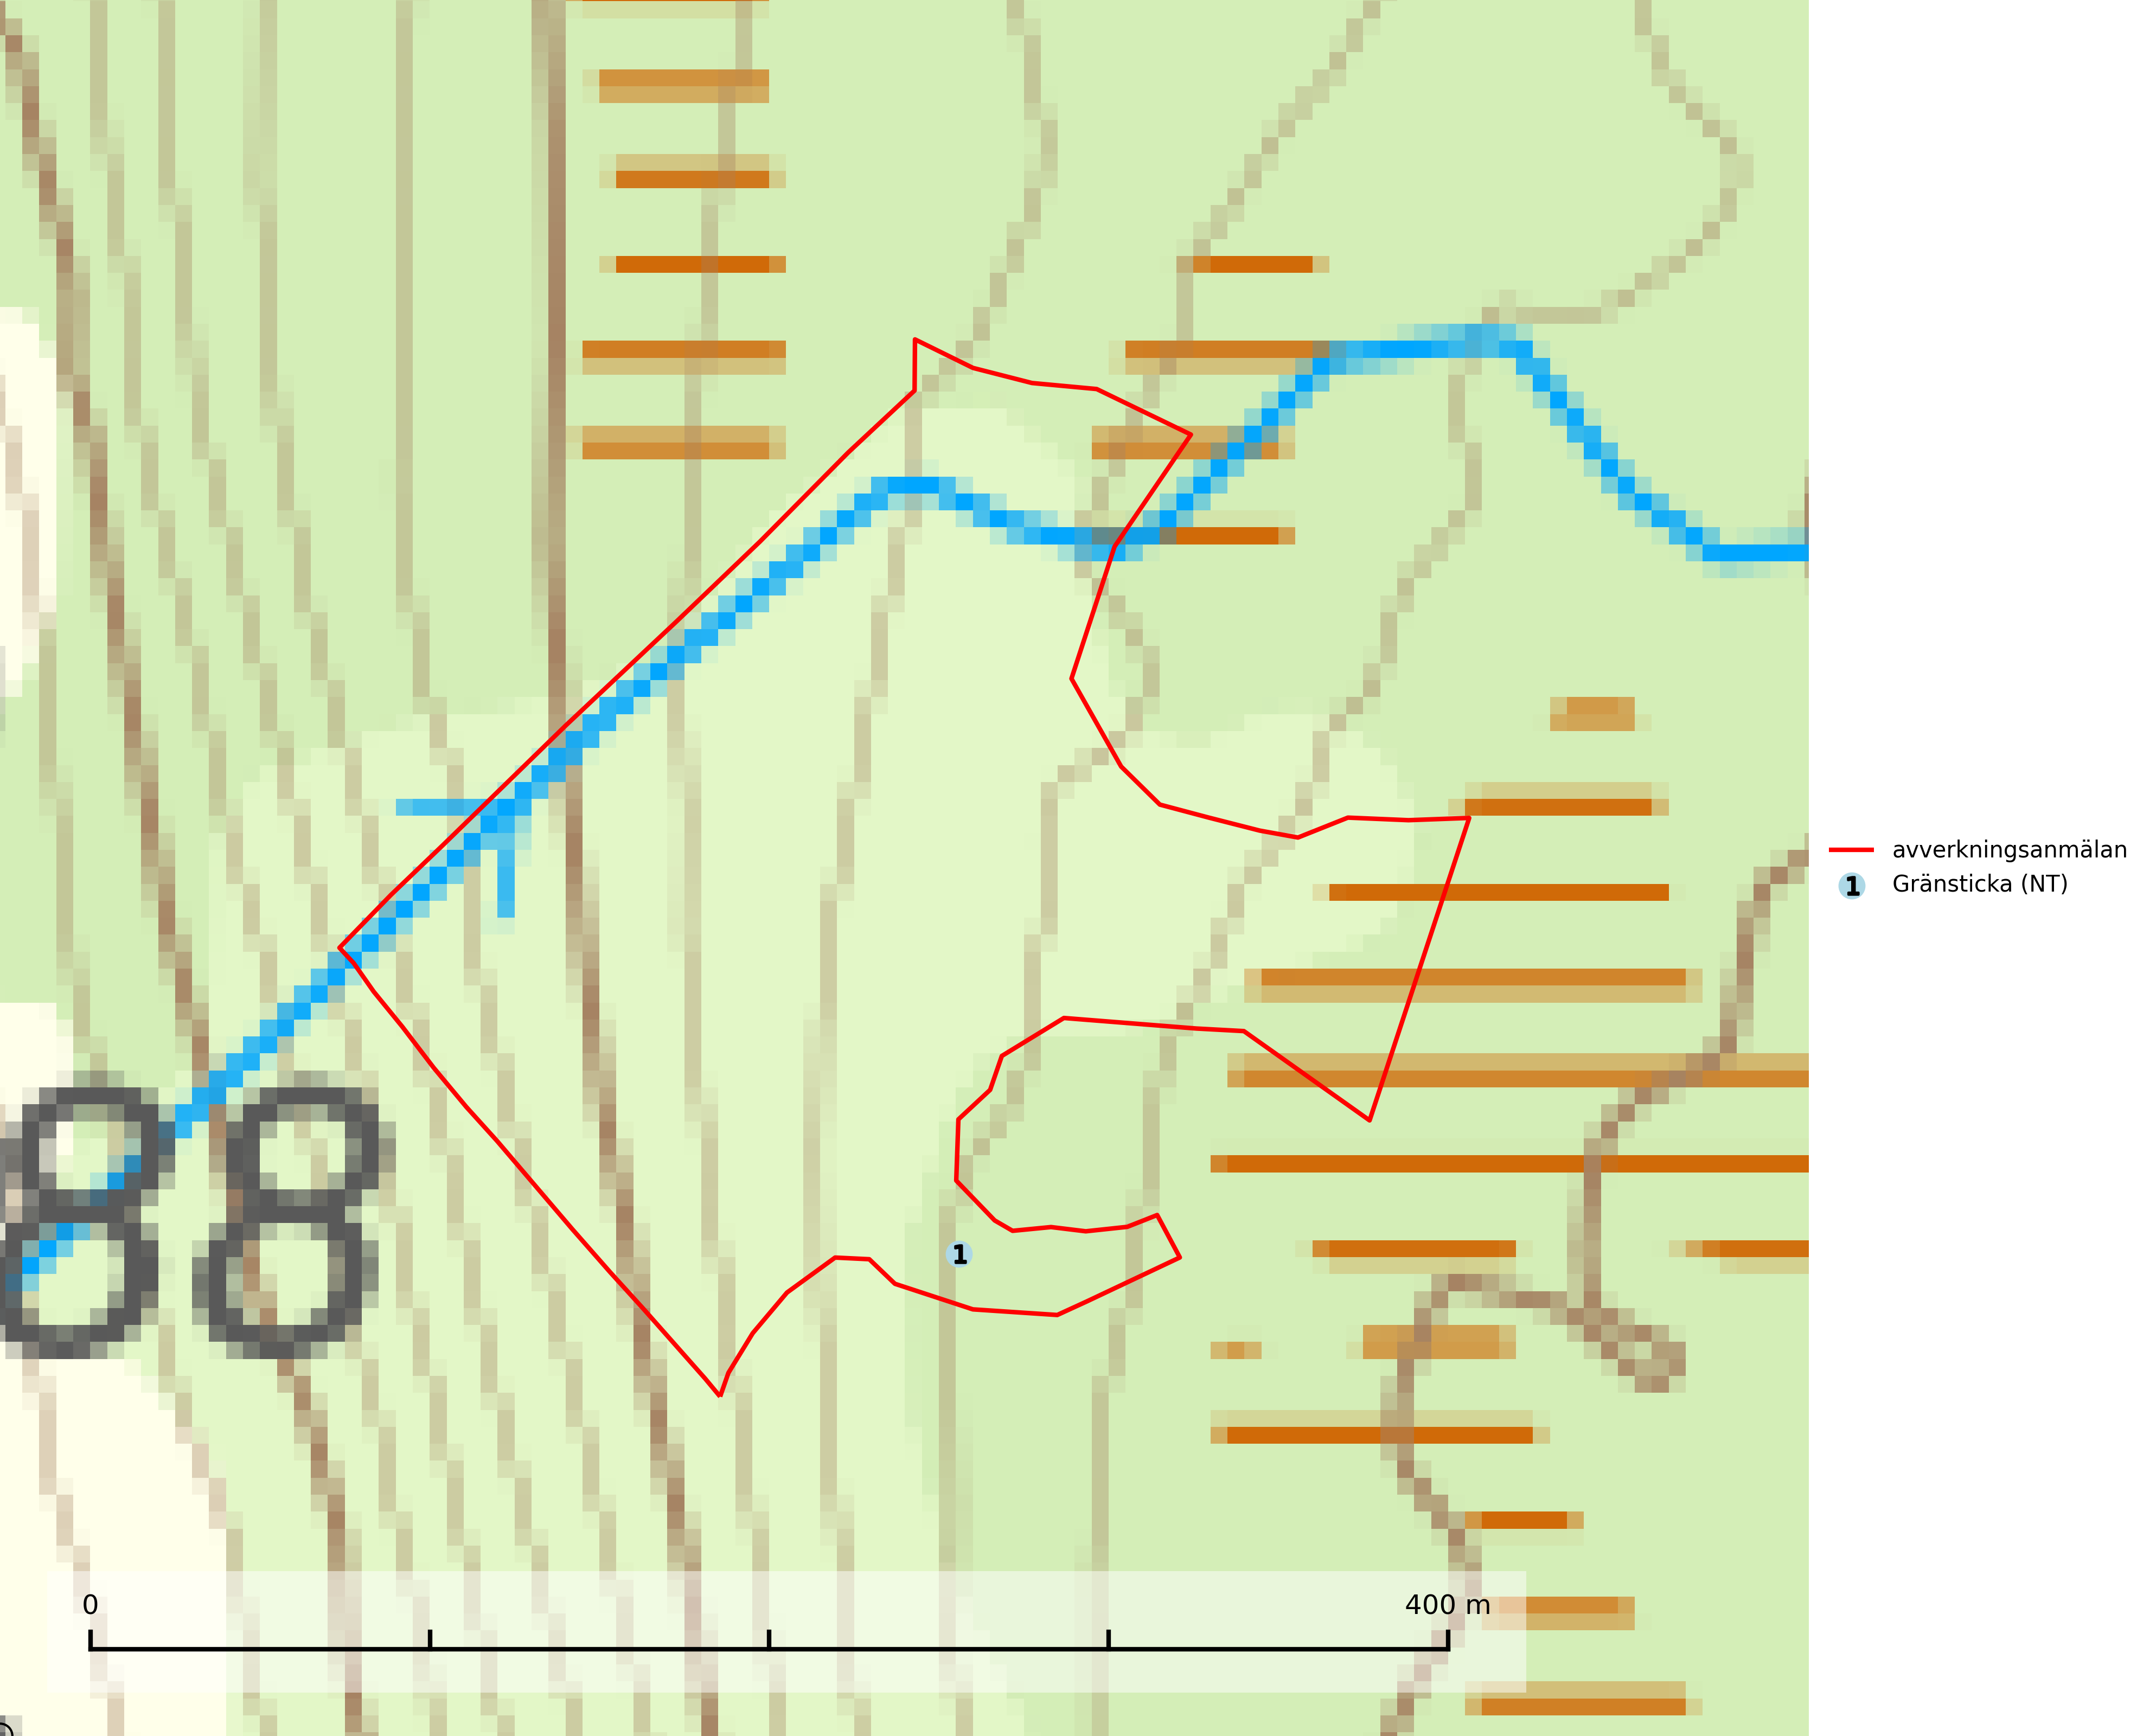 88
avverkningsanmälan
1 Gränsticka (NT)
1
0 400 m